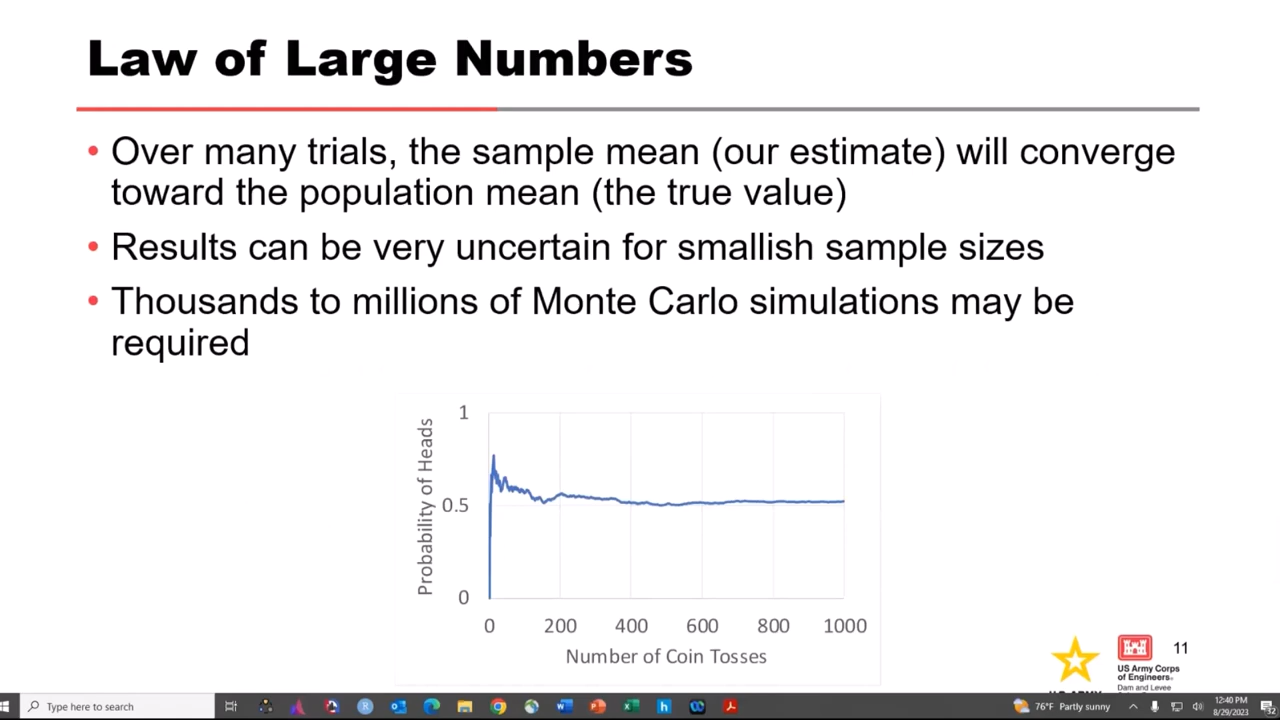 Law of Large Numbers
• Over many trials, the sample mean (our estimate) will converge
toward the population mean (the true value)
• Results can be very uncertain for smallish sample sizes
• Thousands to millions of Monte Carlo simulations may be
required
Probability of Heads
1
0.5
0
0 200 400 600 800 1000
Number of Coin Tosses
11
US Army Corps
of Engineers®
Dam and Levee
Type here to search
76°F Partly sunny
12:40 PM
8/29/2023